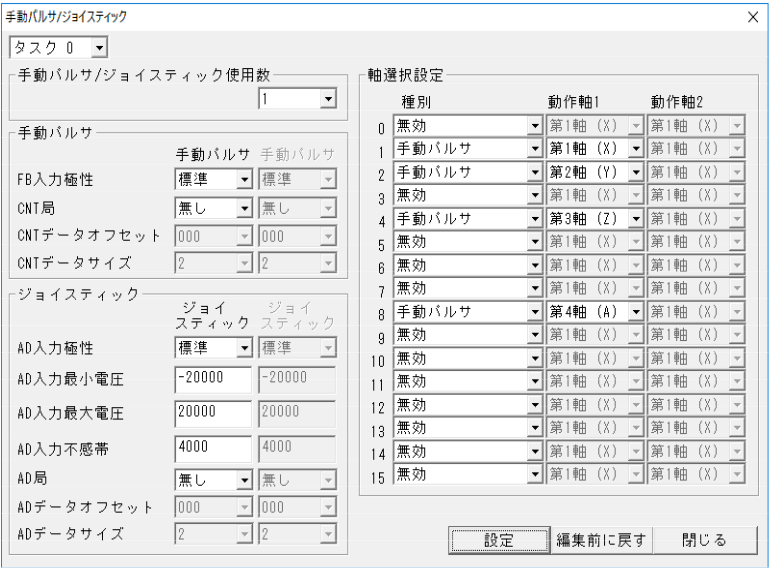 手動パルサ/ジョイスティック
タスク 0
手動パルサ/ジョイスティック使用数
1
手動パルサ
手動パルサ 手動パルサ
FB入力極性 標準 標準
CNT局 無し 無し
CNTデータオフセット 000 000
CNTデータサイズ 2 2
ジョイスティック
ジョイ ジョイ
スティック スティック
AD入力極性 標準 標準
AD入力最小電圧 -20000 -20000
AD入力最大電圧 20000 20000
AD入力不感帯 4000 4000
AD局 無し 無し
ADデータオフセット 000 000
ADデータサイズ 2 2
軸選択設定
種別 動作軸1 動作軸2
0 無効 第1軸 (X) 第1軸 (X)
1 手動パルサ 第1軸 (X) 第1軸 (X)
2 手動パルサ 第2軸 (Y) 第1軸 (X)
3 無効 第1軸 (X) 第1軸 (X)
4 手動パルサ 第3軸 (Z) 第1軸 (X)
5 無効 第1軸 (X) 第1軸 (X)
6 無効 第1軸 (X) 第1軸 (X)
7 無効 第1軸 (X) 第1軸 (X)
8 手動パルサ 第4軸 (A) 第1軸 (X)
9 無効 第1軸 (X) 第1軸 (X)
10 無効 第1軸 (X) 第1軸 (X)
11 無効 第1軸 (X) 第1軸 (X)
12 無効 第1軸 (X) 第1軸 (X)
13 無効 第1軸 (X) 第1軸 (X)
14 無効 第1軸 (X) 第1軸 (X)
15 無効 第1軸 (X) 第1軸 (X)
設定 編集前に戻す 閉じる